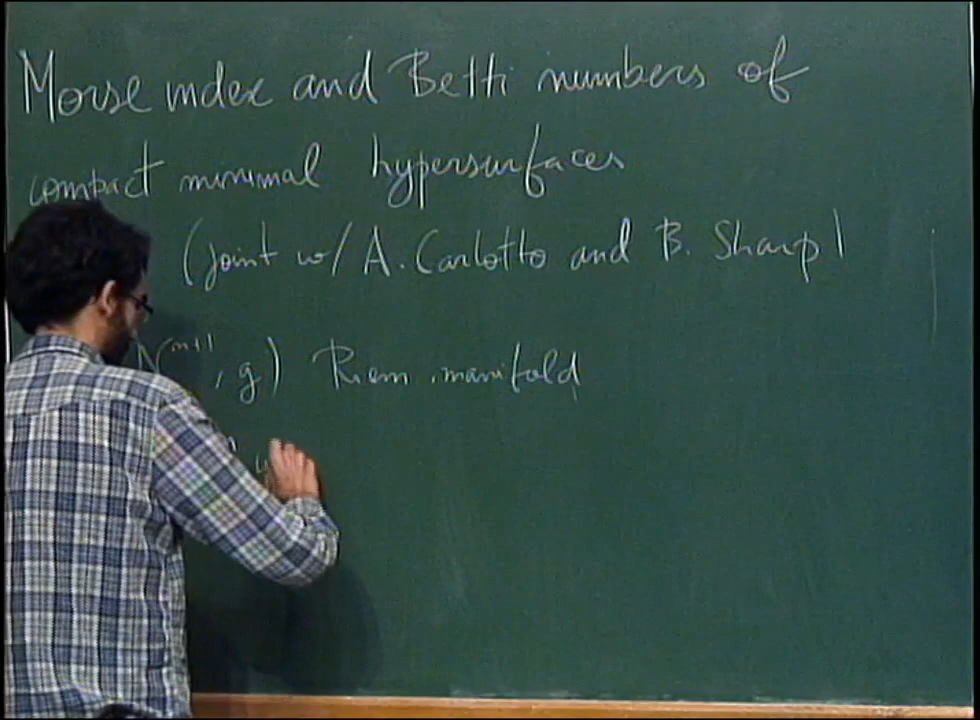 Morse index and Betti numbers of
compact minimal hypersurfaces
(joint w/ A. Carlotto and B. Sharp)
N^{n+1}, g) Riem. manifold